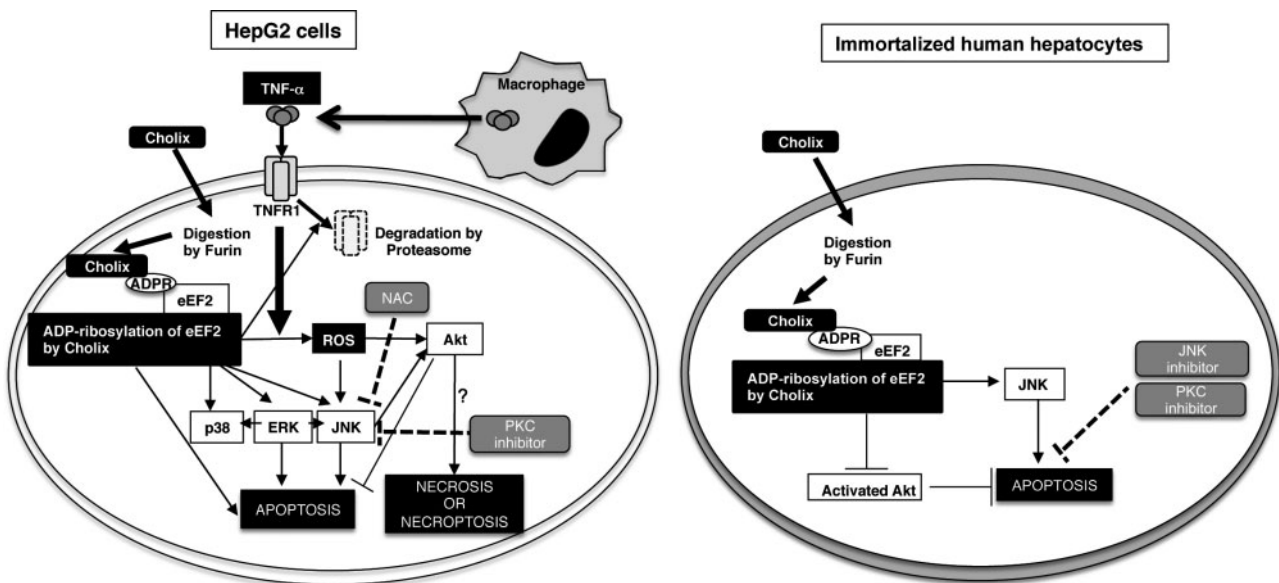 HepG2 cells
TNF-α
Macrophage
Cholix
TNFR1
Digestion
by Furin
Degradation by
Proteasome
Cholix
ADPR
eEF2
NAC
ADP-ribosylation of eEF2
by Cholix
ROS
Akt
?
p38
ERK
JNK
PKC
inhibitor
APOPTOSIS
NECROSIS
OR
NECROPTOSIS
Immortalized human hepatocytes
Cholix
Digestion
by Furin
Cholix
ADPR
eEF2
ADP-ribosylation of eEF2
by Cholix
JNK
JNK
inhibitor
PKC
inhibitor
Activated Akt
APOPTOSIS